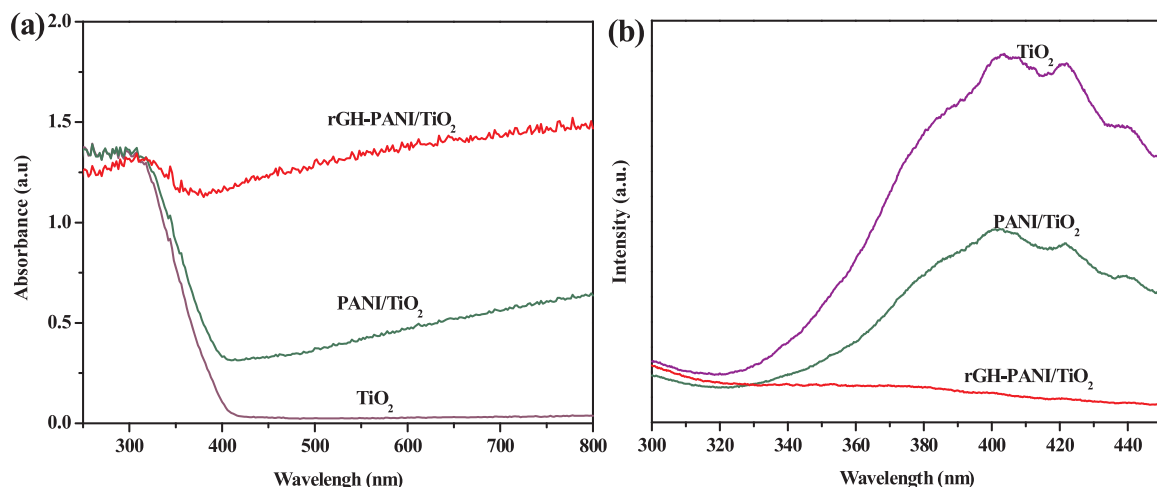 (a)
2.0
1.5
1.0
0.5
0.0
Absorbance (a.u)
rGH-PANI/TiO₂
PANI/TiO₂
TiO₂
300 400 500 600 700 800
Wavelengh (nm)
(b)
Intensity (a.u.)
TiO₂
PANI/TiO₂
rGH-PANI/TiO₂
300 320 340 360 380 400 420 440
Wavelength (nm)